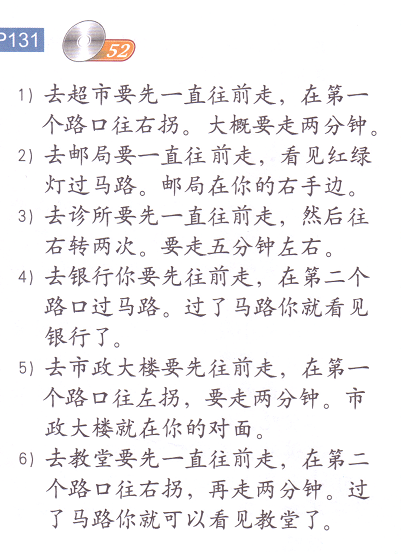 P131
52
1) 去超市要先一直往前走，在第一
个路口往右拐。大概要走两分钟。
2) 去邮局要一直往前走，看见红绿
灯过马路。邮局在你的右手边。
3) 去诊所要先一直往前走，然后往
右转两次。要走五分钟左右。
4) 去银行你要先往前走，在第二个
路口过马路。过了马路你就看见
银行了。
5) 去市政大楼要先往前走，在第一
个路口往左拐，要走两分钟。市
政大楼就在你的对面。
6) 去教堂要先一直往前走，在第二
个路口往右拐，再走两分钟。过
了马路你就可以看见教堂了。